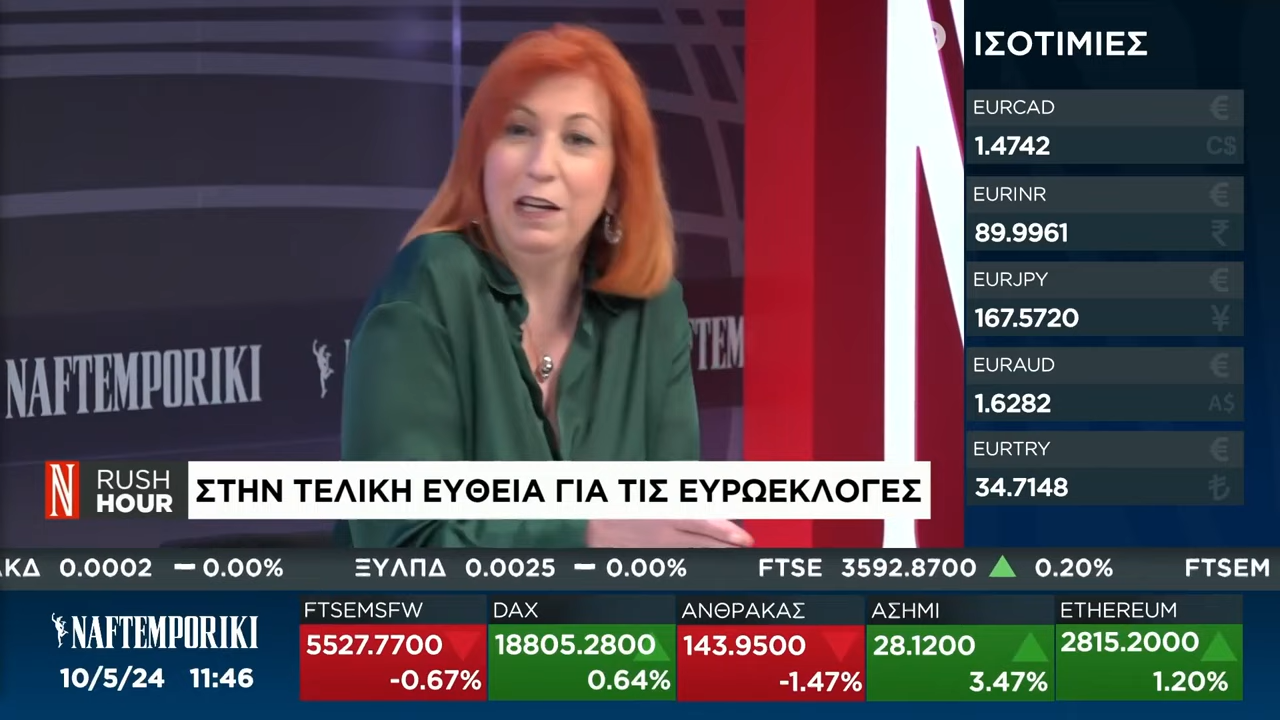 ΙΣΟΤΙΜΙΕΣ
EURCAD €
1.4742 C$
EURINR €
89.9961 ₹
EURJPY €
167.5720 ¥
EURAUD €
1.6282 A$
EURTRY €
34.7148 ₺
NAFTEMPORIKI
FTEM
N RUSH HOUR
ΣΤΗΝ ΤΕΛΙΚΗ ΕΥΘΕΙΑ ΓΙΑ ΤΙΣ ΕΥΡΩΕΚΛΟΓΕΣ
ΛΚΔ 0.0002 0.00% ΞΥΛΠΔ 0.0025 0.00% FTSE 3592.8700 0.20% FTSEM
NAFTEMPORIKI
10/5/24 11:46
FTSEMSFW
5527.7700
-0.67%
DAX
18805.2800
0.64%
ΑΝΘΡΑΚΑΣ
143.9500
-1.47%
ΑΣΗΜΙ
28.1200
3.47%
ETHEREUM
2815.2000
1.20%